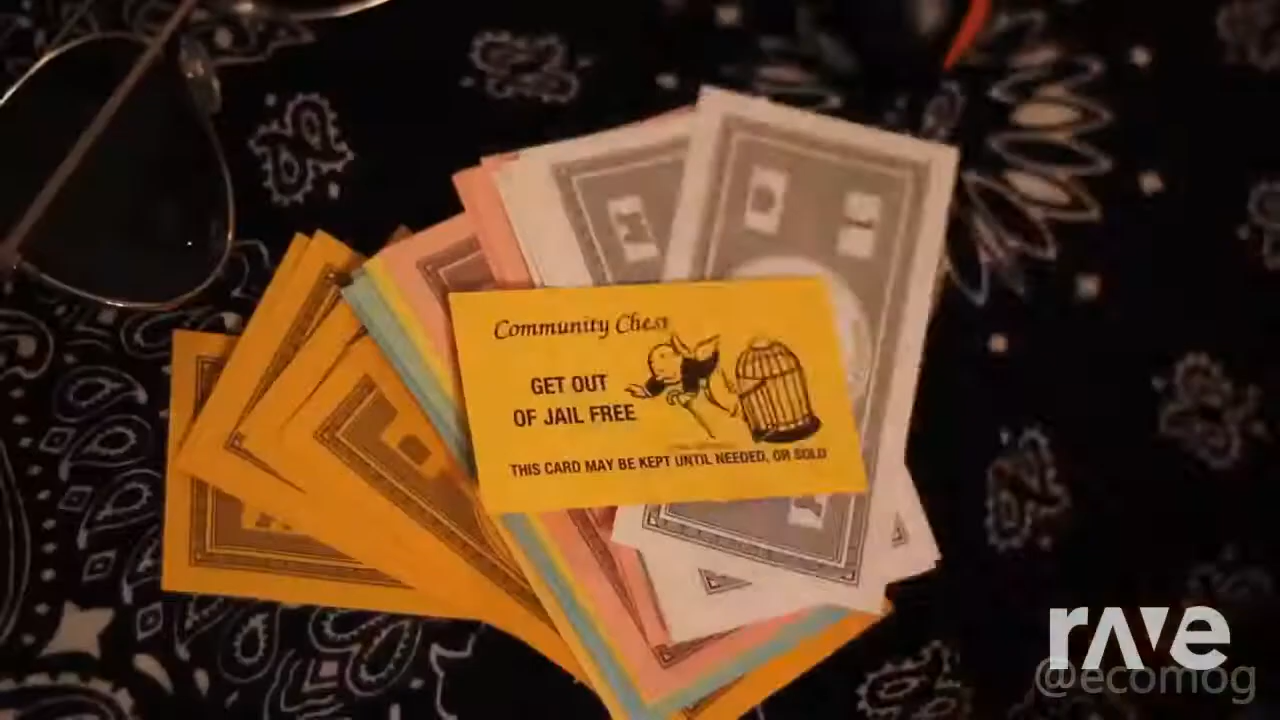 Community Chest
GET OUT
OF JAIL FREE
THIS CARD MAY BE KEPT UNTIL NEEDED, OR SOLD
rave
@ecomog